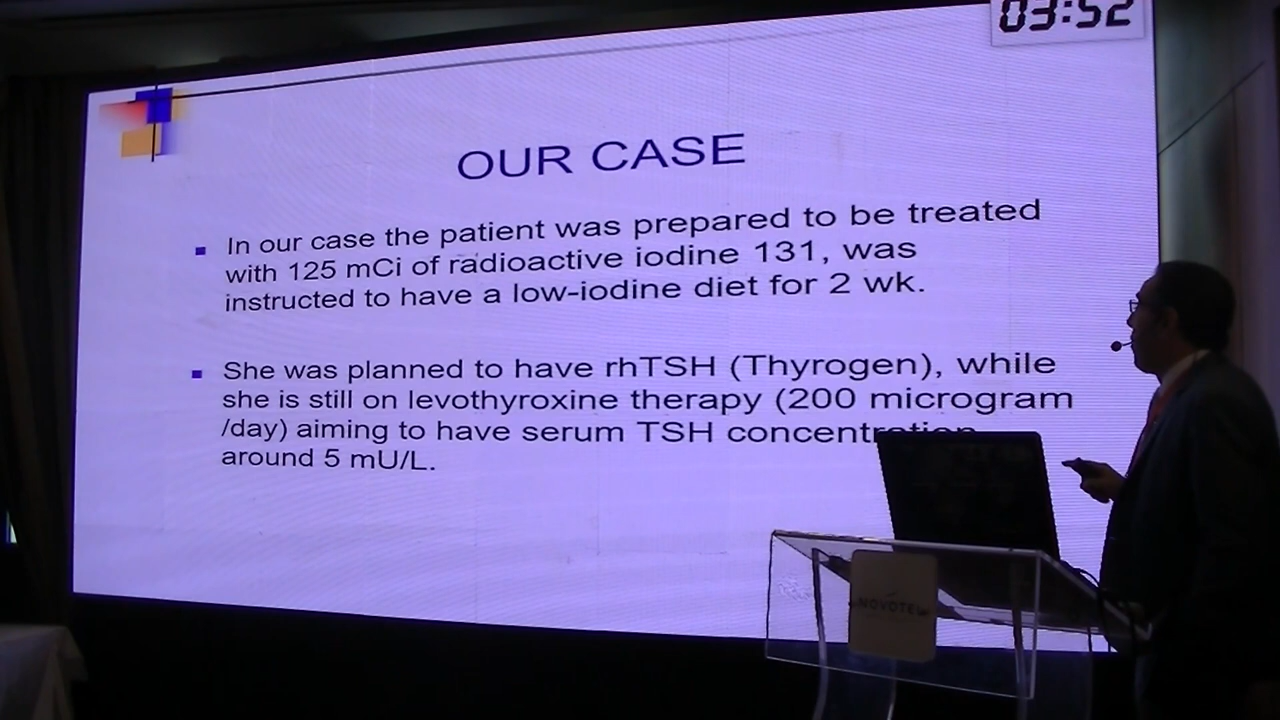 03:52
OUR CASE
In our case the patient was prepared to be treated
with 125 mCi of radioactive iodine 131, was
instructed to have a low-iodine diet for 2 wk.
She was planned to have rhTSH (Thyrogen), while
she is still on levothyroxine therapy (200 microgram
/day) aiming to have serum TSH concentration
around 5 mU/L.
NOVOTEL